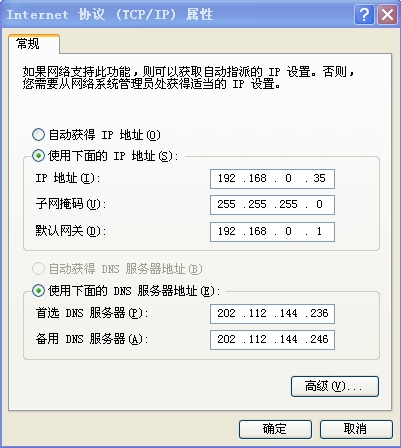 Internet 协议 (TCP/IP) 属性
常规
如果网络支持此功能，则可以获取自动指派的 IP 设置。否则，
您需要从网络系统管理员处获得适当的 IP 设置。
自动获得 IP 地址(O)
使用下面的 IP 地址(S):
IP 地址(I): 192 .168 . 0 . 35
子网掩码(U): 255 .255 .255 . 0
默认网关(D): 192 .168 . 0 . 1
自动获得 DNS 服务器地址(B)
使用下面的 DNS 服务器地址(E):
首选 DNS 服务器(P): 202 .112 .144 .236
备用 DNS 服务器(A): 202 .112 .144 .246
高级(V)...
确定 取消